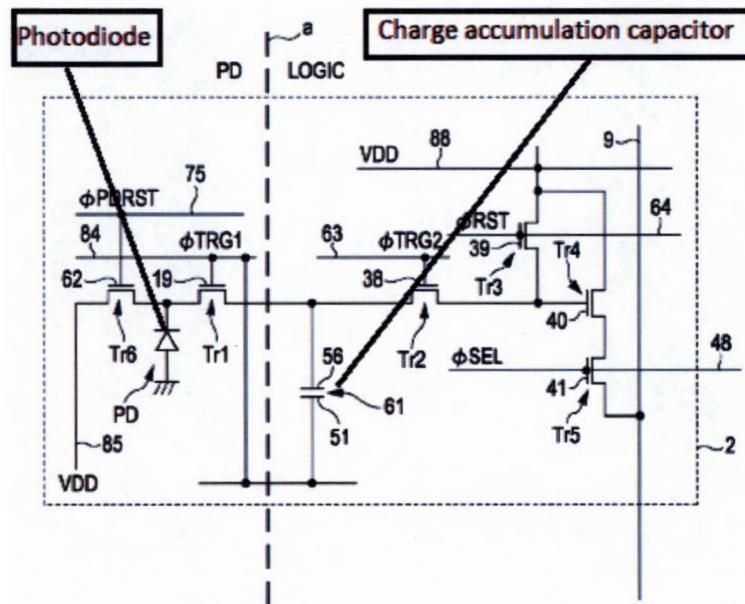 Photodiode
a
Charge accumulation capacitor
PD
LOGIC
9
VDD
88
75
φPDRST
φRST
64
84
φTRG1
63
φTRG2
39
Tr3
Tr4
62
19
38
40
Tr6
Tr1
Tr2
φSEL
48
56
41
PD
61
51
Tr5
85
2
VDD